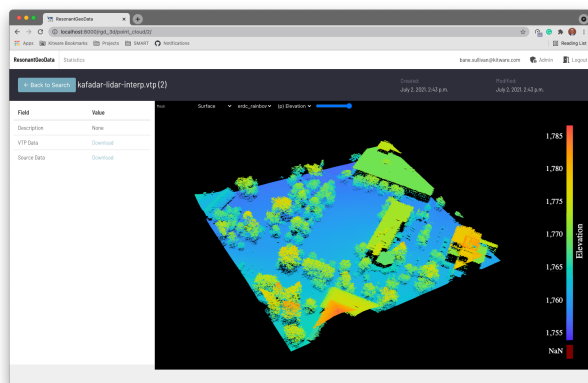 ResonantGeoData
localhost:8000/rgd_3d/point_cloud/2/
Apps Kitware Bookmarks Projects SMART Notifications Reading List
ResonantGeoData Statistics bane.sullivan@kitware.com Admin Logout
← Back to Search kafadar-lidar-interp.vtp (2)
Created: Modified:
July 2, 2021, 2:43 p.m. July 2, 2021, 2:43 p.m.
Field Value
Description None
VTP Data Download
Source Data Download
Surface erdc_rainbow (p) Elevation
1,785
1,780
1,775
1,770
1,765
1,760
1,755
NaN
Elevation